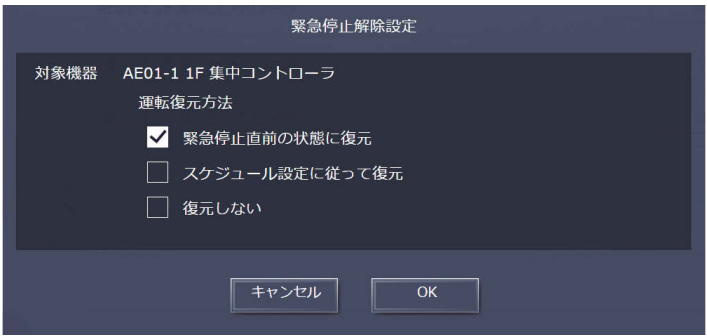 緊急停止解除設定
対象機器 AE01-1 1F 集中コントローラ
運転復元方法
緊急停止直前の状態に復元
スケジュール設定に従って復元
復元しない
キャンセル OK